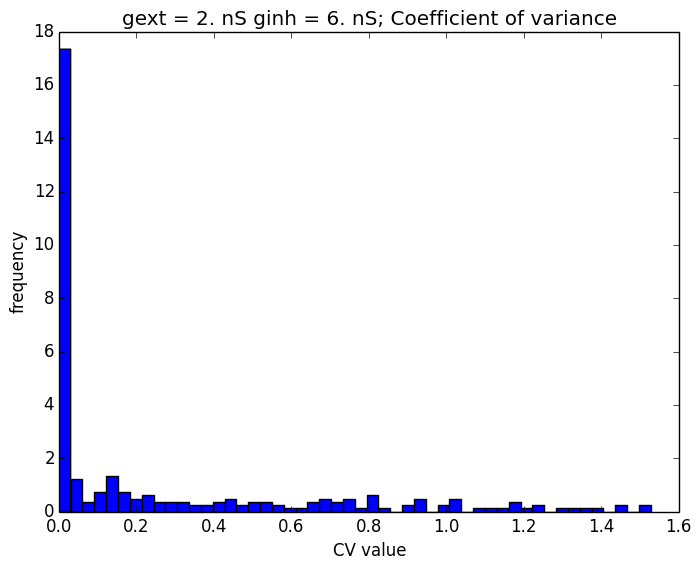 gext = 2. nS ginh = 6. nS; Coefficient of variance
18
16
14
12
10
8
6
4
2
0
frequency
0.0 0.2 0.4 0.6 0.8 1.0 1.2 1.4 1.6
CV value